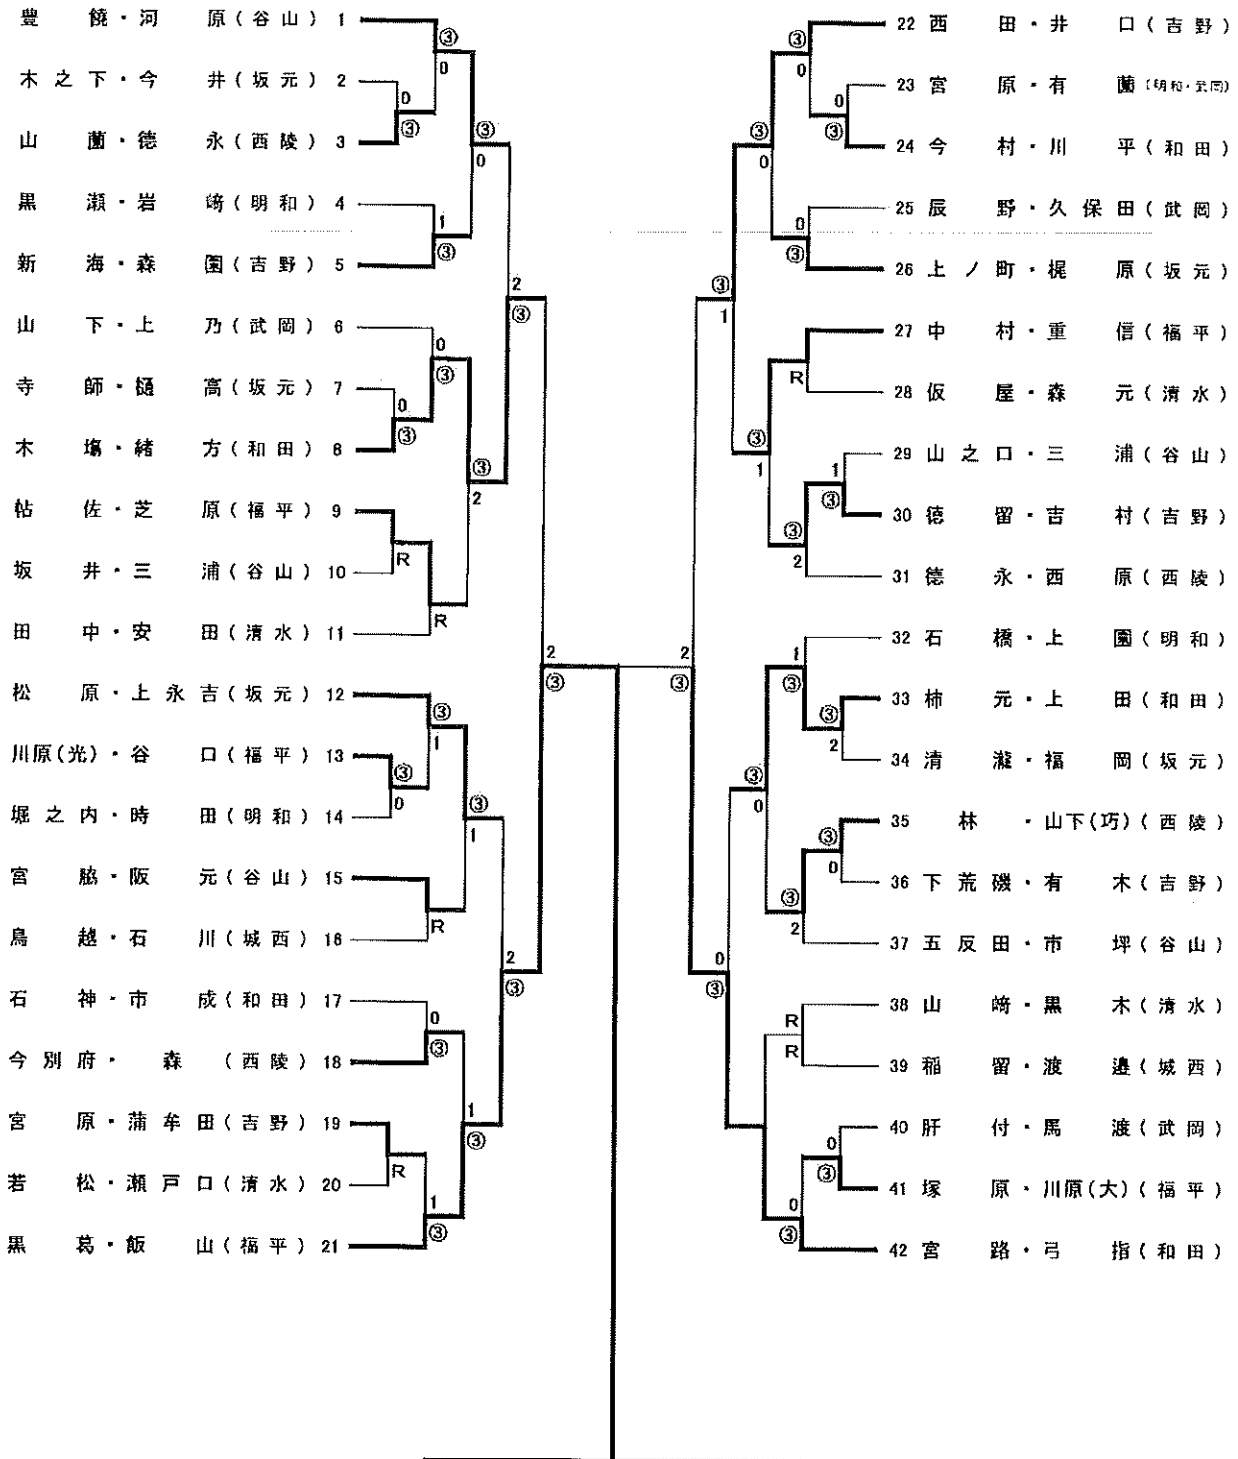 豊饒・河原(谷山) 1
木之下・今井(坂元) 2
山薗・德永(西陵) 3
黒瀬・岩﨑(明和) 4
新海・森園(吉野) 5
山下・上乃(武岡) 6
寺師・樋高(坂元) 7
木塲・緒方(和田) 8
帖佐・芝原(福平) 9
坂井・三浦(谷山) 10
田中・安田(清水) 11
松原・上永吉(坂元) 12
川原(光)・谷口(福平) 13
堀之内・時田(明和) 14
宮脇・阪元(谷山) 15
鳥越・石川(城西) 16
石神・市成(和田) 17
今別府・森(西陵) 18
宮原・蒲牟田(吉野) 19
若松・瀬戸口(清水) 20
黒葛・飯山(福平) 21
③ 0
0 ③
③ 0
1 ③
2 ③
0 ③
0 ③
③ 2
R
R
2 ③
③ 1
③ 0
③ 1
R
2 ③
0 ③
1 ③
R
1 ③
22 西田・井口(吉野)
23 宮原・有薗(明和・武岡)
24 今村・川平(和田)
25 辰野・久保田(武岡)
26 上ノ町・梶原(坂元)
27 中村・重信(福平)
28 仮屋・森元(清水)
29 山之口・三浦(谷山)
30 徳留・吉村(吉野)
31 徳永・西原(西陵)
32 石橋・上園(明和)
33 柿元・上田(和田)
34 清瀧・福岡(坂元)
35 林・山下(巧)(西陵)
36 下荒磯・有木(吉野)
37 五反田・市坪(谷山)
38 山﨑・黒木(清水)
39 稲留・渡邉(城西)
40 肝付・馬渡(武岡)
41 塚原・川原(大)(福平)
42 宮路・弓指(和田)
③ 0
0 ③
③ 0
0 ③
③ 1
R
③ 1
1 ③
③ 2
2 ③
1 ③
③ 2
③ 0
③ 0
③ 2
0 ③
R R
0 ③
0 ③